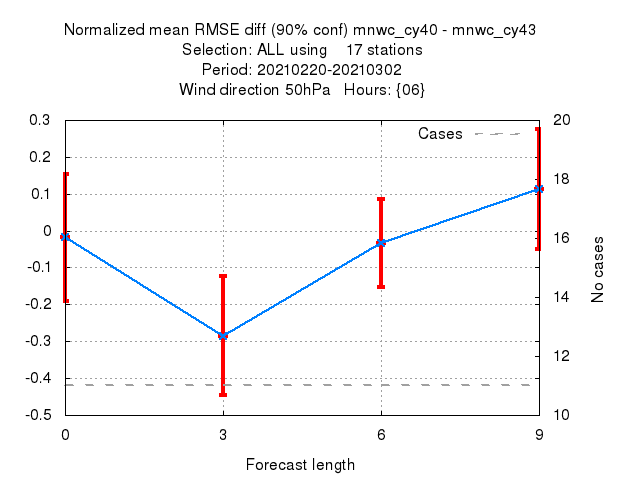 Normalized mean RMSE diff (90% conf) mnwc_cy40 - mnwc_cy43
Selection: ALL using    17 stations
Period: 20210220-20210302
Wind direction 50hPa   Hours: {06}
Cases
0.3
0.2
0.1
0
-0.1
-0.2
-0.3
-0.4
-0.5
20
18
16
14
12
10
No cases
0
3
6
9
Forecast length